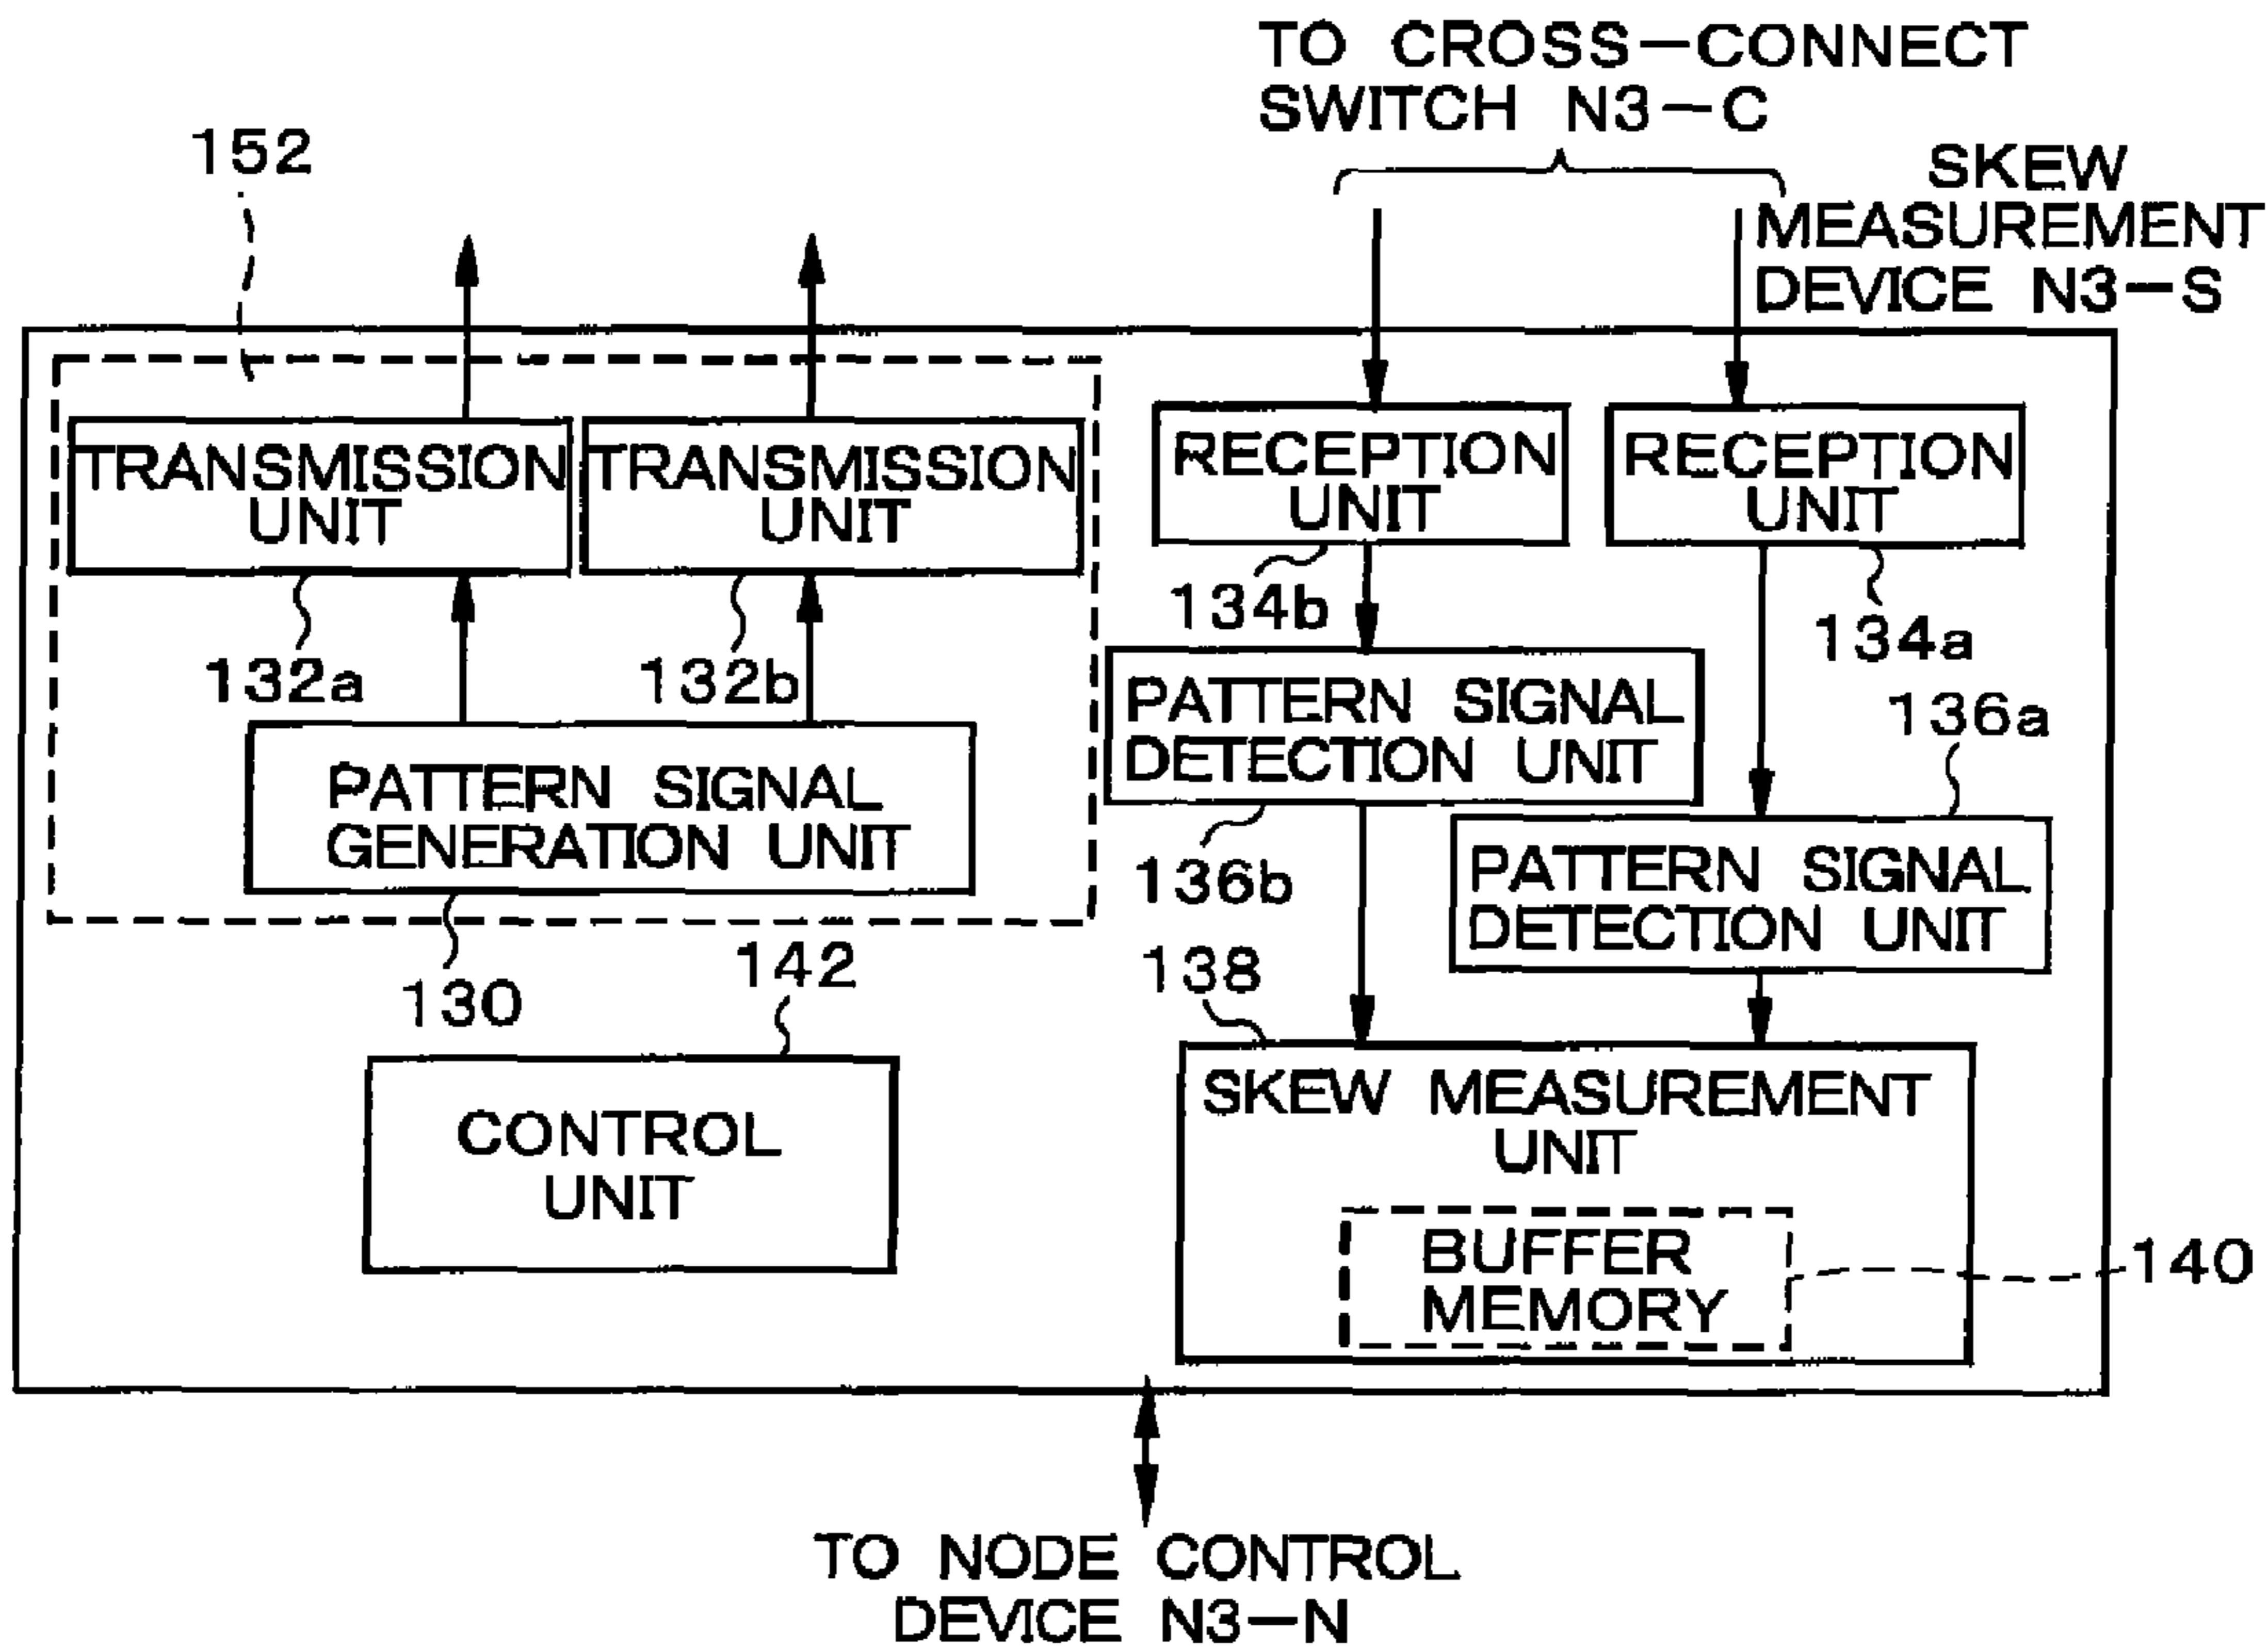 TO CROSS-CONNECT
SWITCH N3-C
152
SKEW
MEASUREMENT
DEVICE N3-S
TRANSMISSION
UNIT
TRANSMISSION
UNIT
RECEPTION
UNIT
RECEPTION
UNIT
134b
134a
132a
132b
PATTERN SIGNAL
DETECTION UNIT
136a
PATTERN SIGNAL
GENERATION UNIT
136b
PATTERN SIGNAL
DETECTION UNIT
130
142
138
CONTROL
UNIT
SKEW MEASUREMENT
UNIT
BUFFER
MEMORY
140
TO NODE CONTROL
DEVICE N3-N